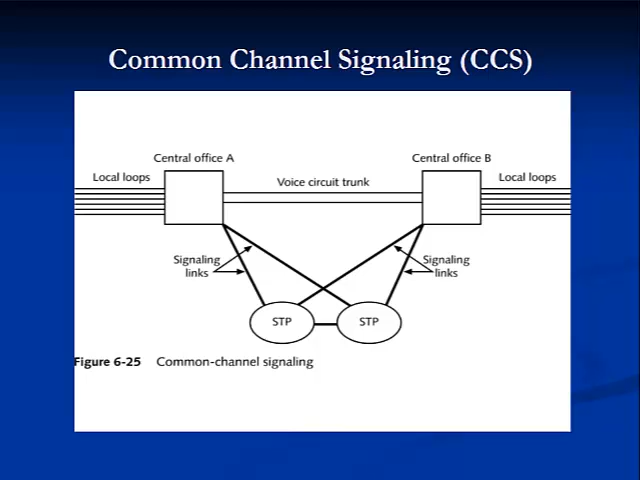 Common Channel Signaling (CCS)
Central office A
Central office B
Local loops
Voice circuit trunk
Local loops
Signaling
links
Signaling
links
STP
STP
Figure 6-25 Common-channel signaling